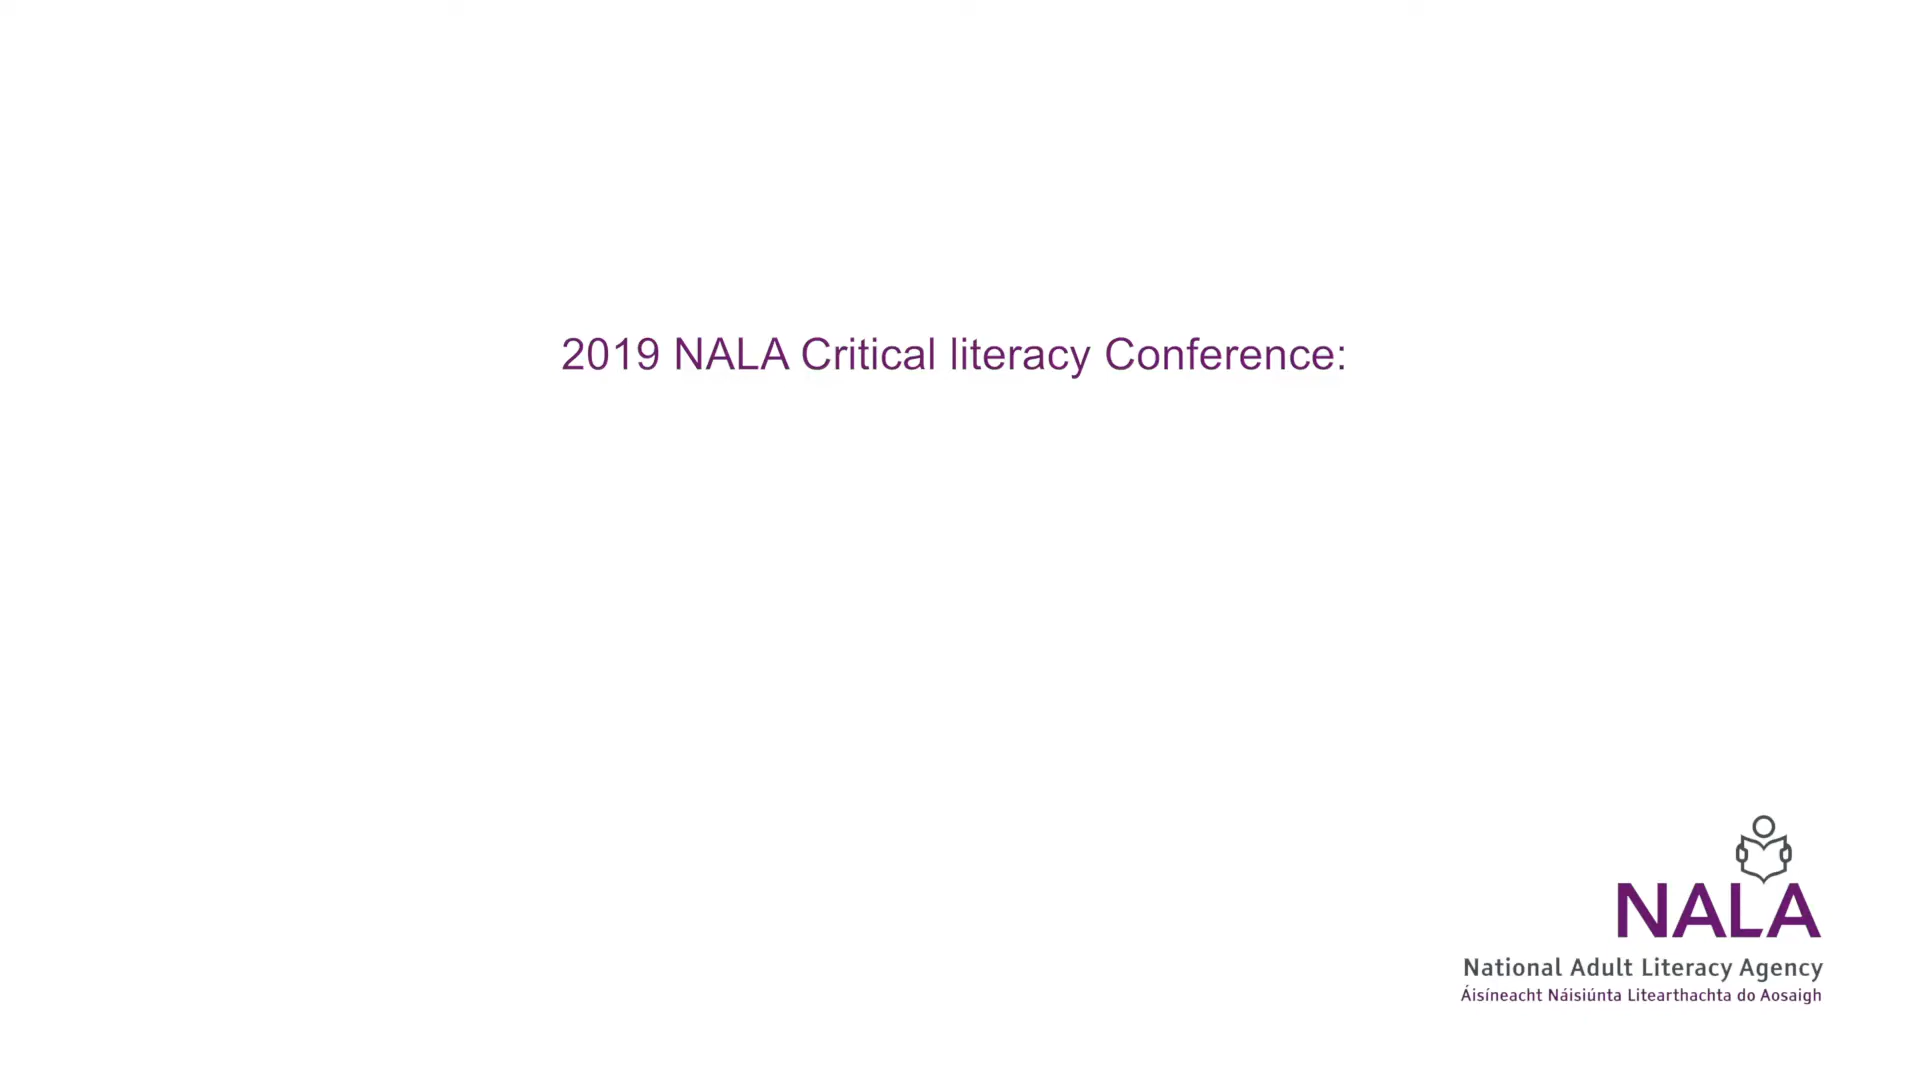 2019 NALA Critical literacy Conference:
NALA
National Adult Literacy Agency
Áisíneacht Náisiúnta Litearthachta do Aosaigh